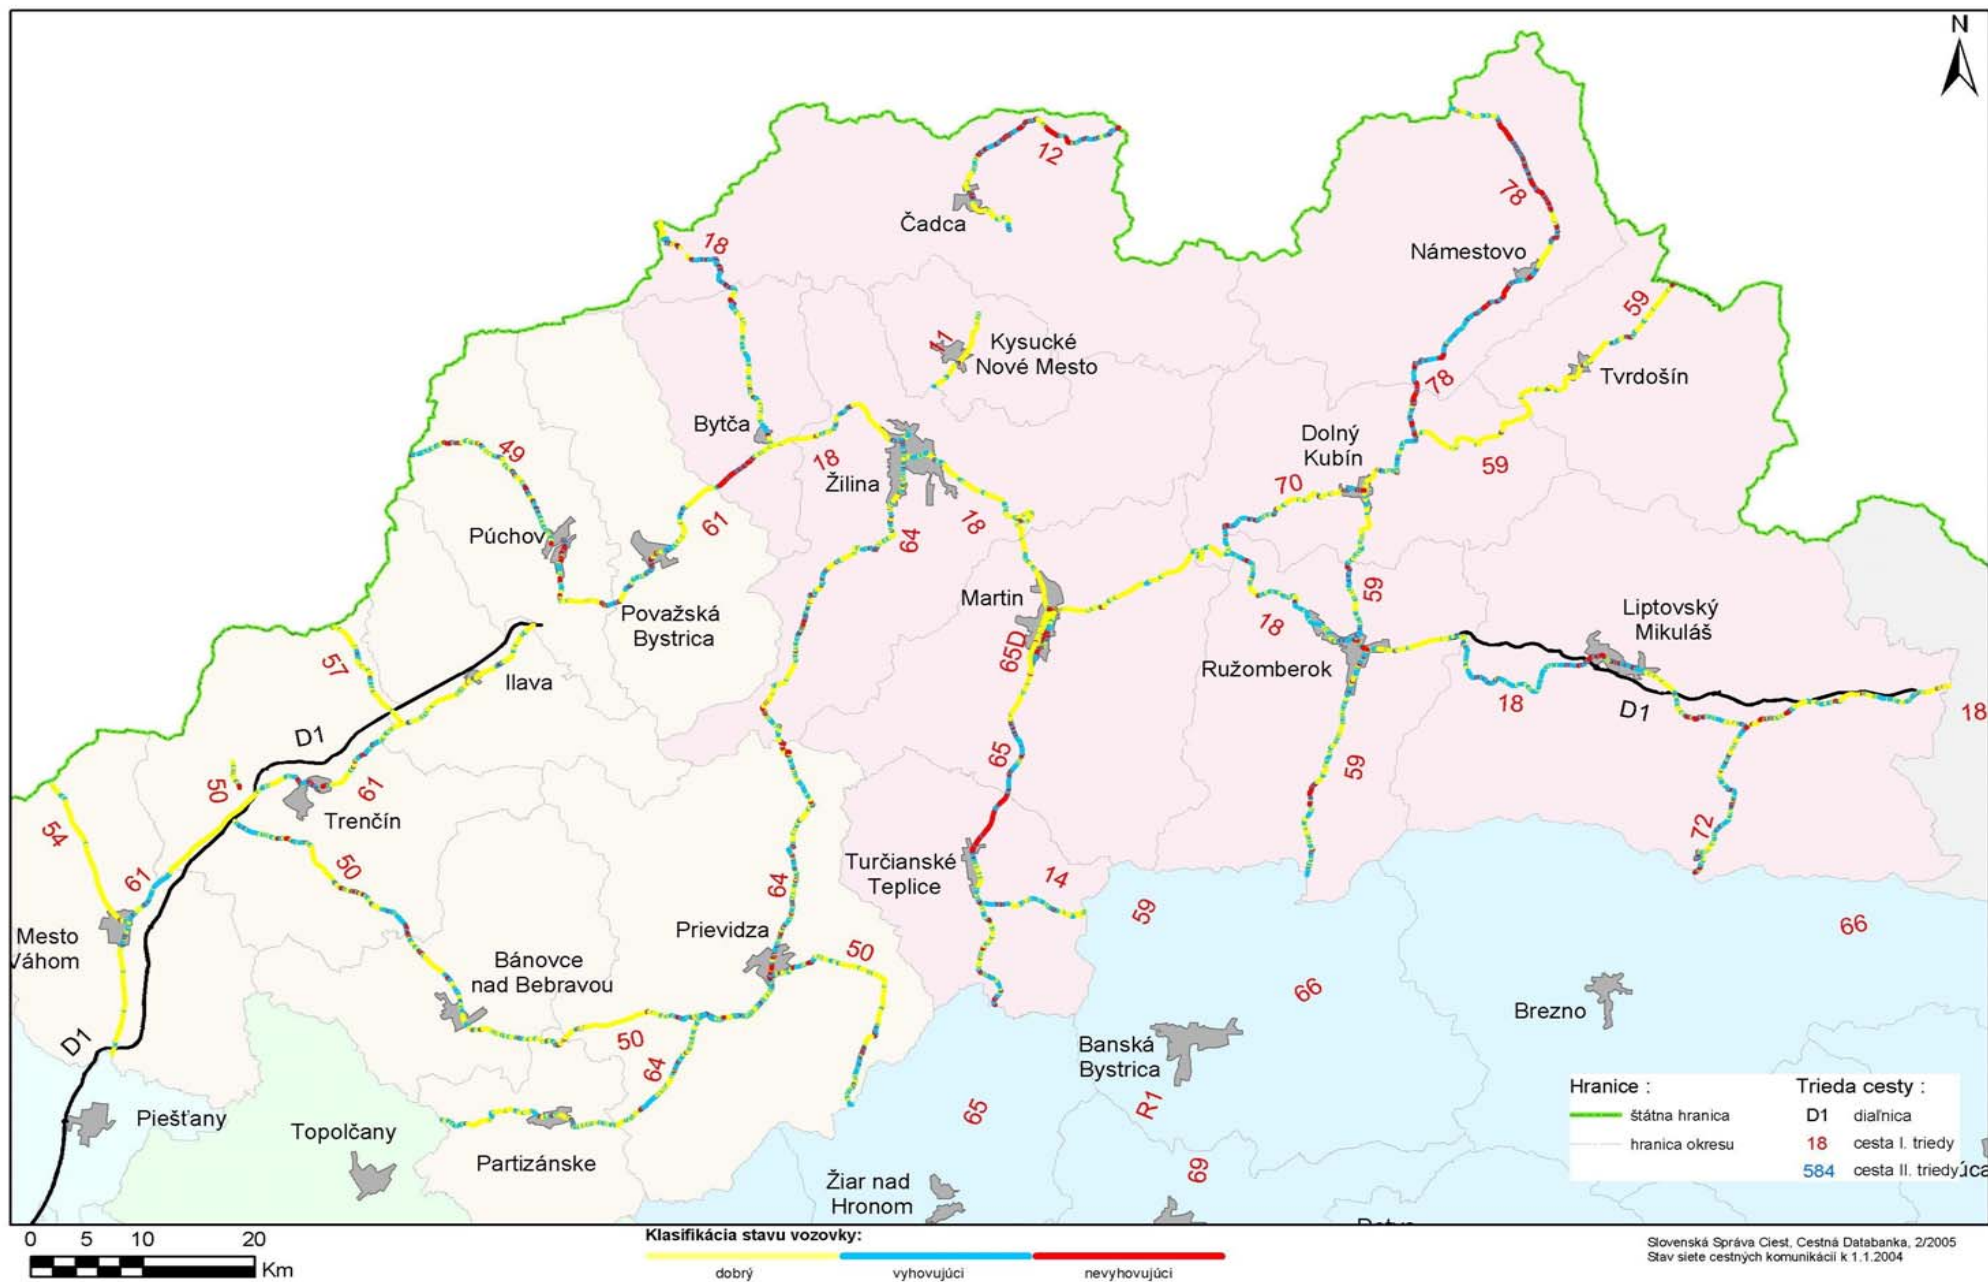 N
12
Čadca
18
78
Námestovo
59
11
Kysucké
Nové Mesto
78
Tvrdošín
Bytča
49
18
Žilina
Dolný
Kubín
70
59
Púchov
61
64
18
Považská
Bystrica
Martin
65D
18
59
Ružomberok
Liptovský
Mikuláš
57
Ilava
D1
18
D1
18
50
61
Trenčín
65
59
54
50
61
72
Turčianske
Teplice
14
64
59
66
Mesto
Váhom
Prievidza
50
Bánovce
nad Bebravou
66
Brezno
D1
50
64
Banská
Bystrica
R1
65
Piešťany
Topolčany
Partizánske
69
Žiar nad
Hronom
Hranice :
štátna hranica
hranica okresu
Trieda cesty :
D1 diaľnica
18 cesta I. triedy
584 cesta II. triedy
0 5 10 20
Km
Klasifikácia stavu vozovky:
dobrý vyhovujúci nevyhovujúci
Slovenská Správa Ciest, Cestná Databanka, 2/2005
Stav siete cestných komunikácií k 1.1.2004